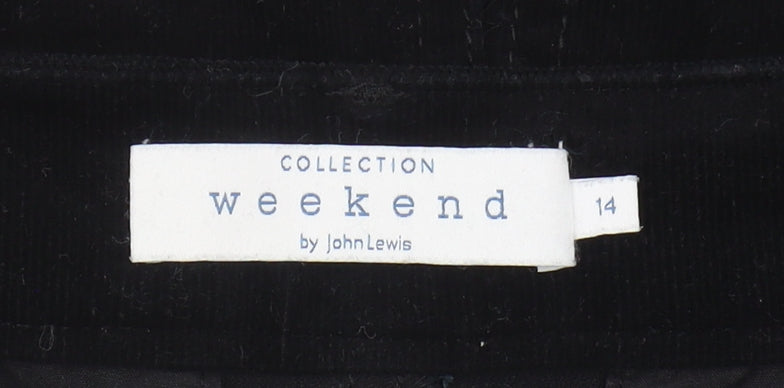 COLLECTION
weekend
by John Lewis
14